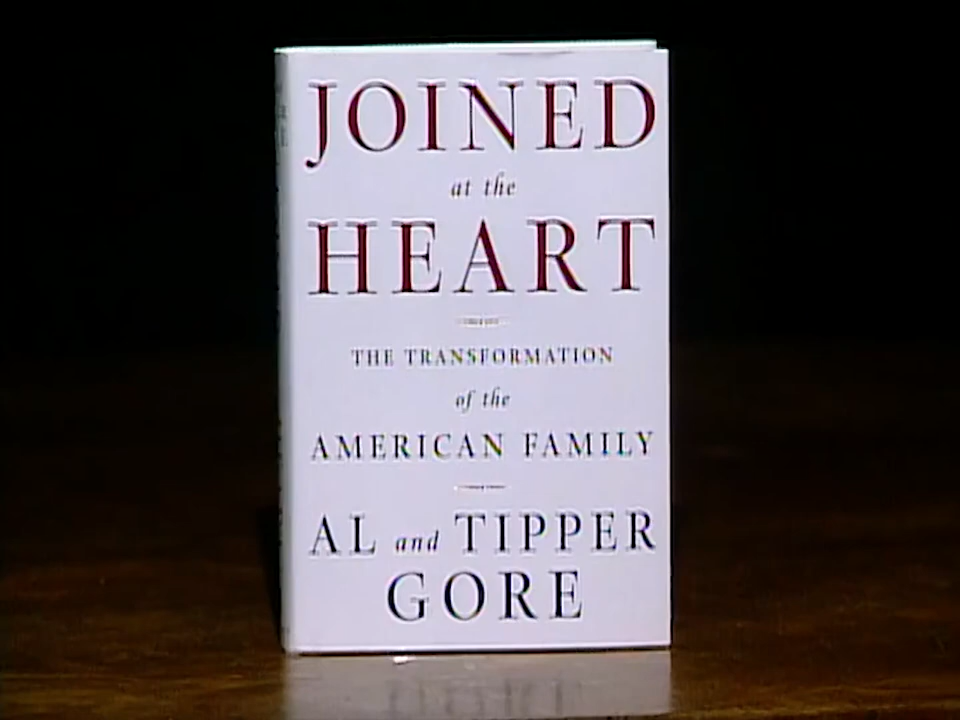 JOINED
at the
HEART
THE TRANSFORMATION
of the
AMERICAN FAMILY
AL and TIPPER
GORE